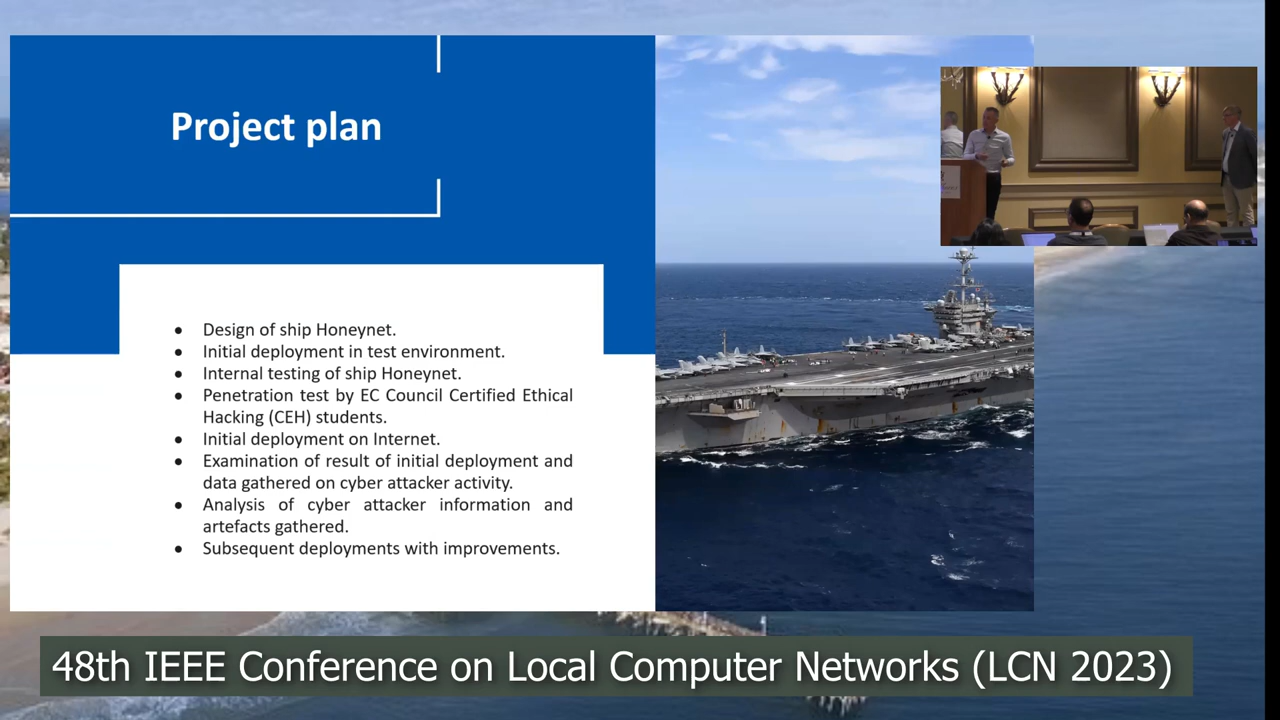 Project plan
• Design of ship Honeynet.
• Initial deployment in test environment.
• Internal testing of ship Honeynet.
• Penetration test by EC Council Certified Ethical
Hacking (CEH) students.
• Initial deployment on Internet.
• Examination of result of initial deployment and
data gathered on cyber attacker activity.
• Analysis of cyber attacker information and
artefacts gathered.
• Subsequent deployments with improvements.
48th IEEE Conference on Local Computer Networks (LCN 2023)